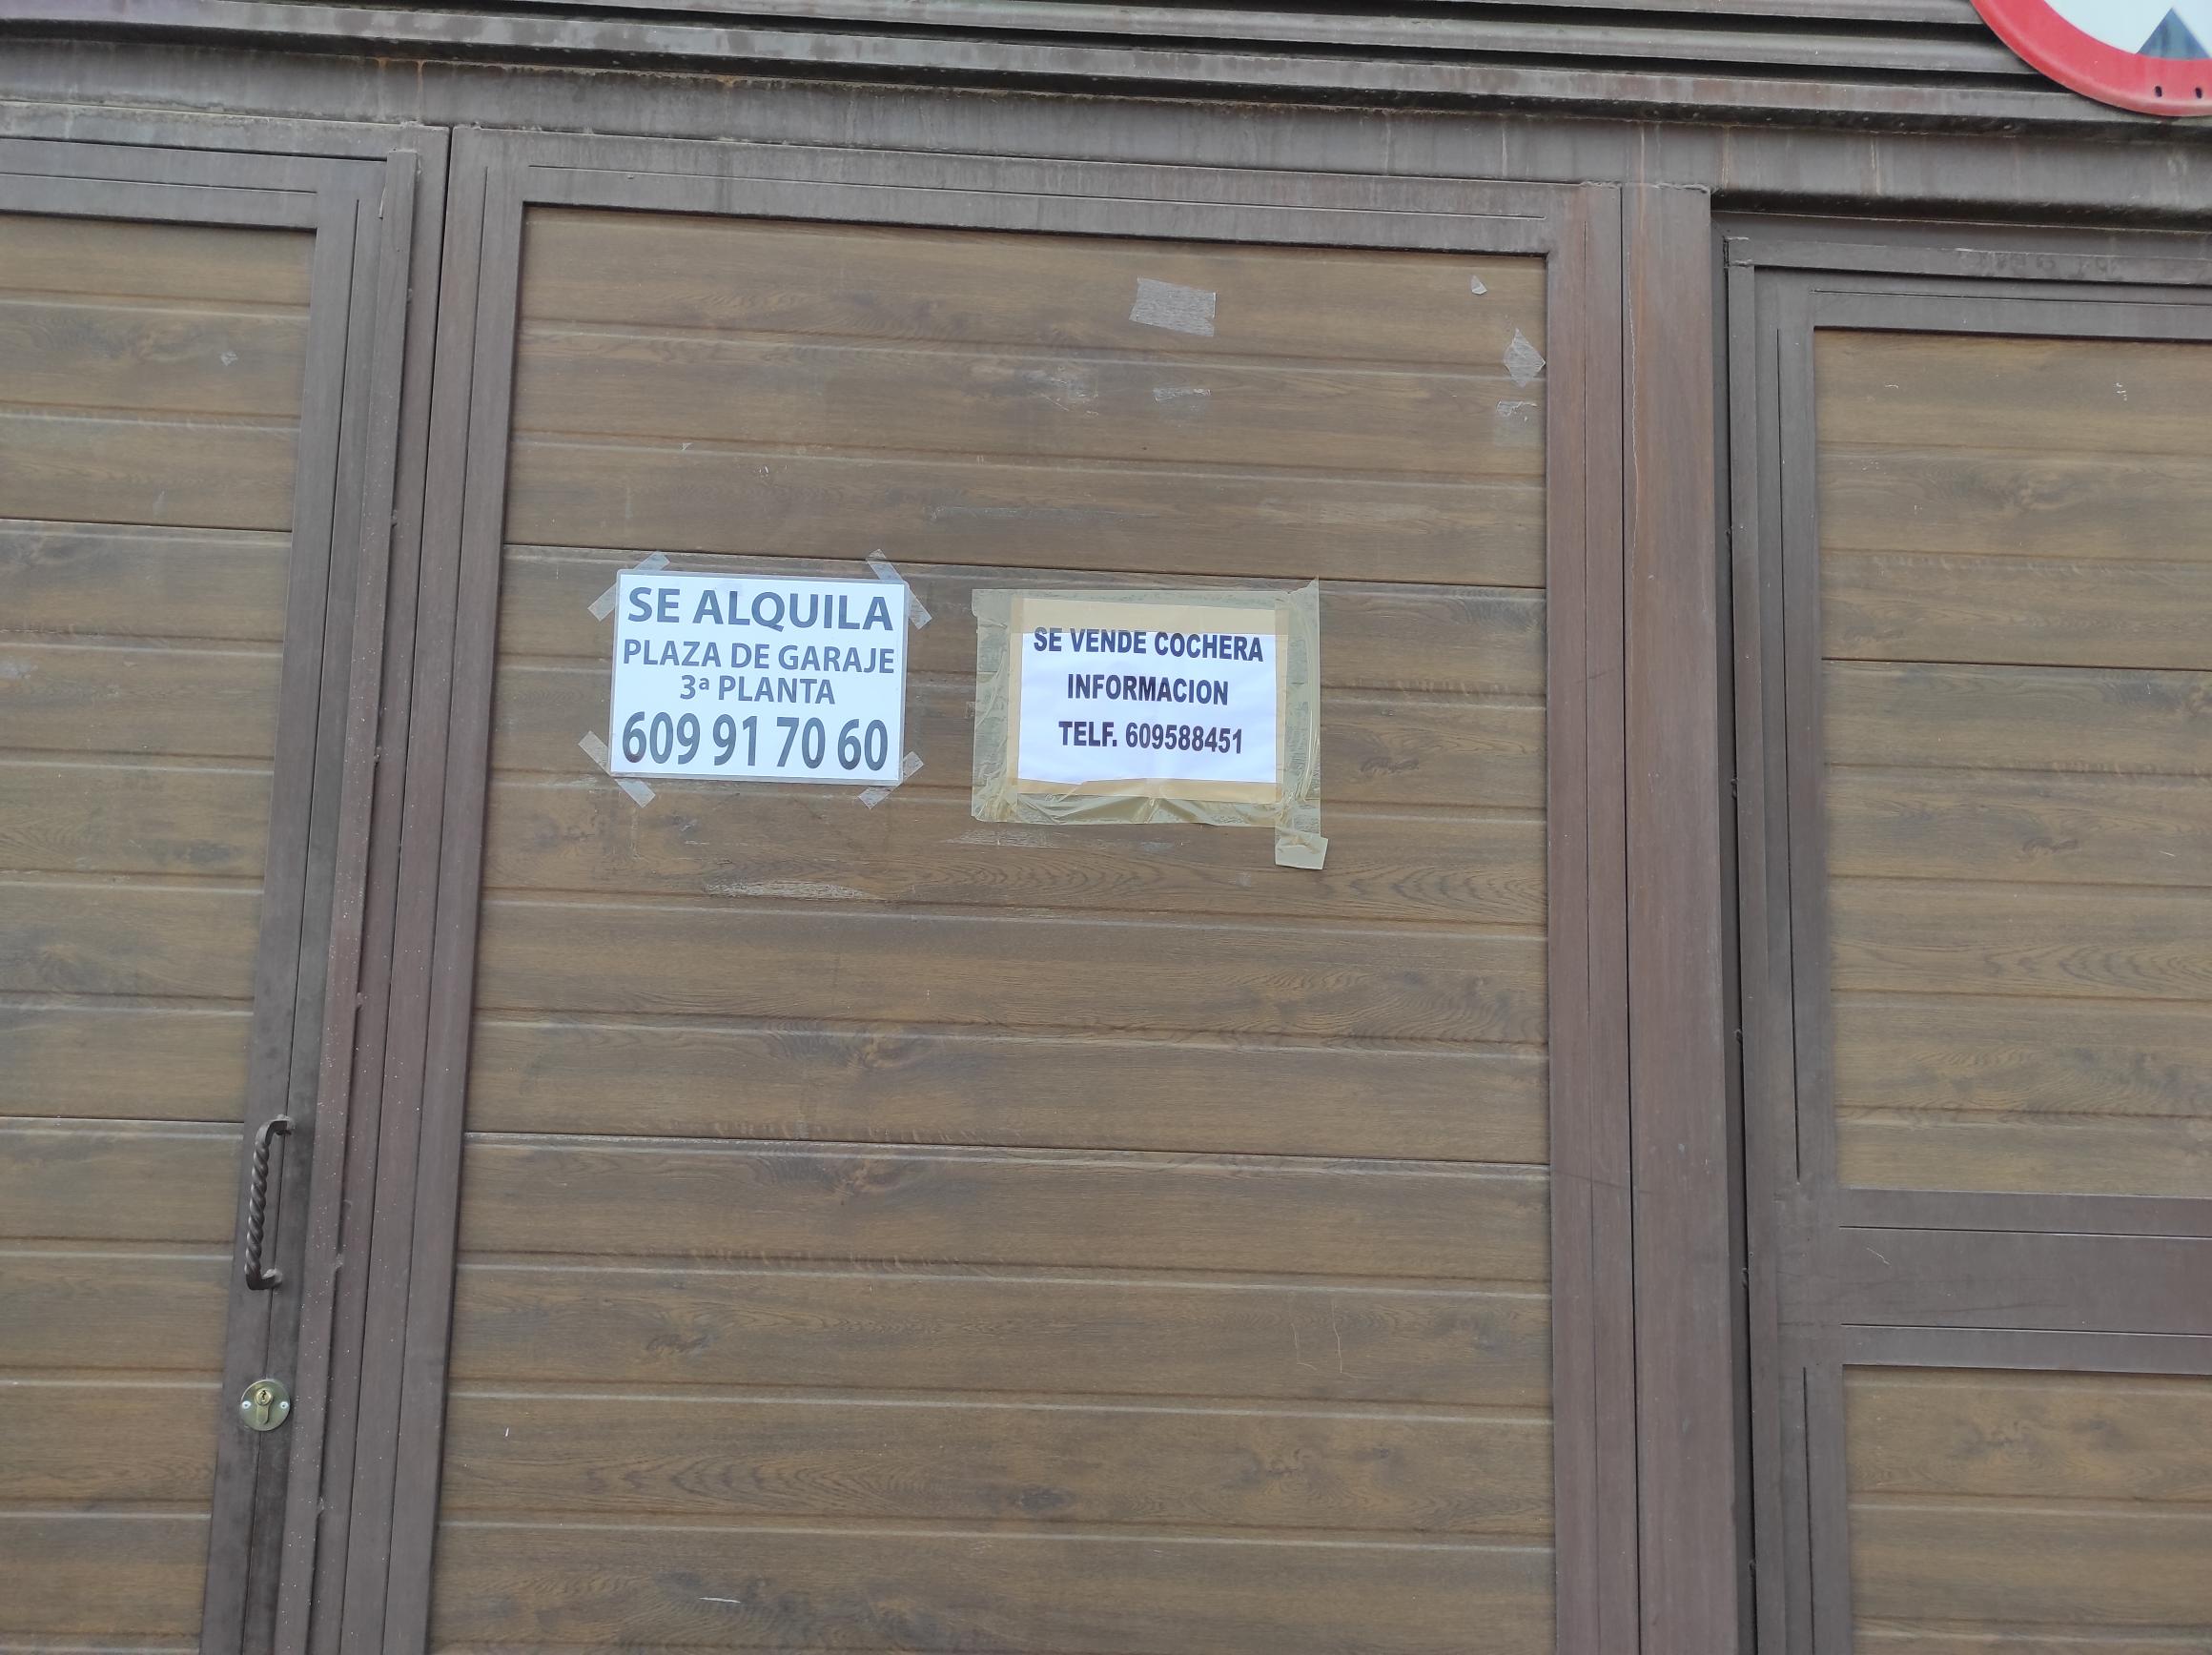 SE ALQUILA
PLAZA DE GARAJE
3ª PLANTA
609 91 70 60
SE VENDE COCHERA
INFORMACION
TELF. 609588451